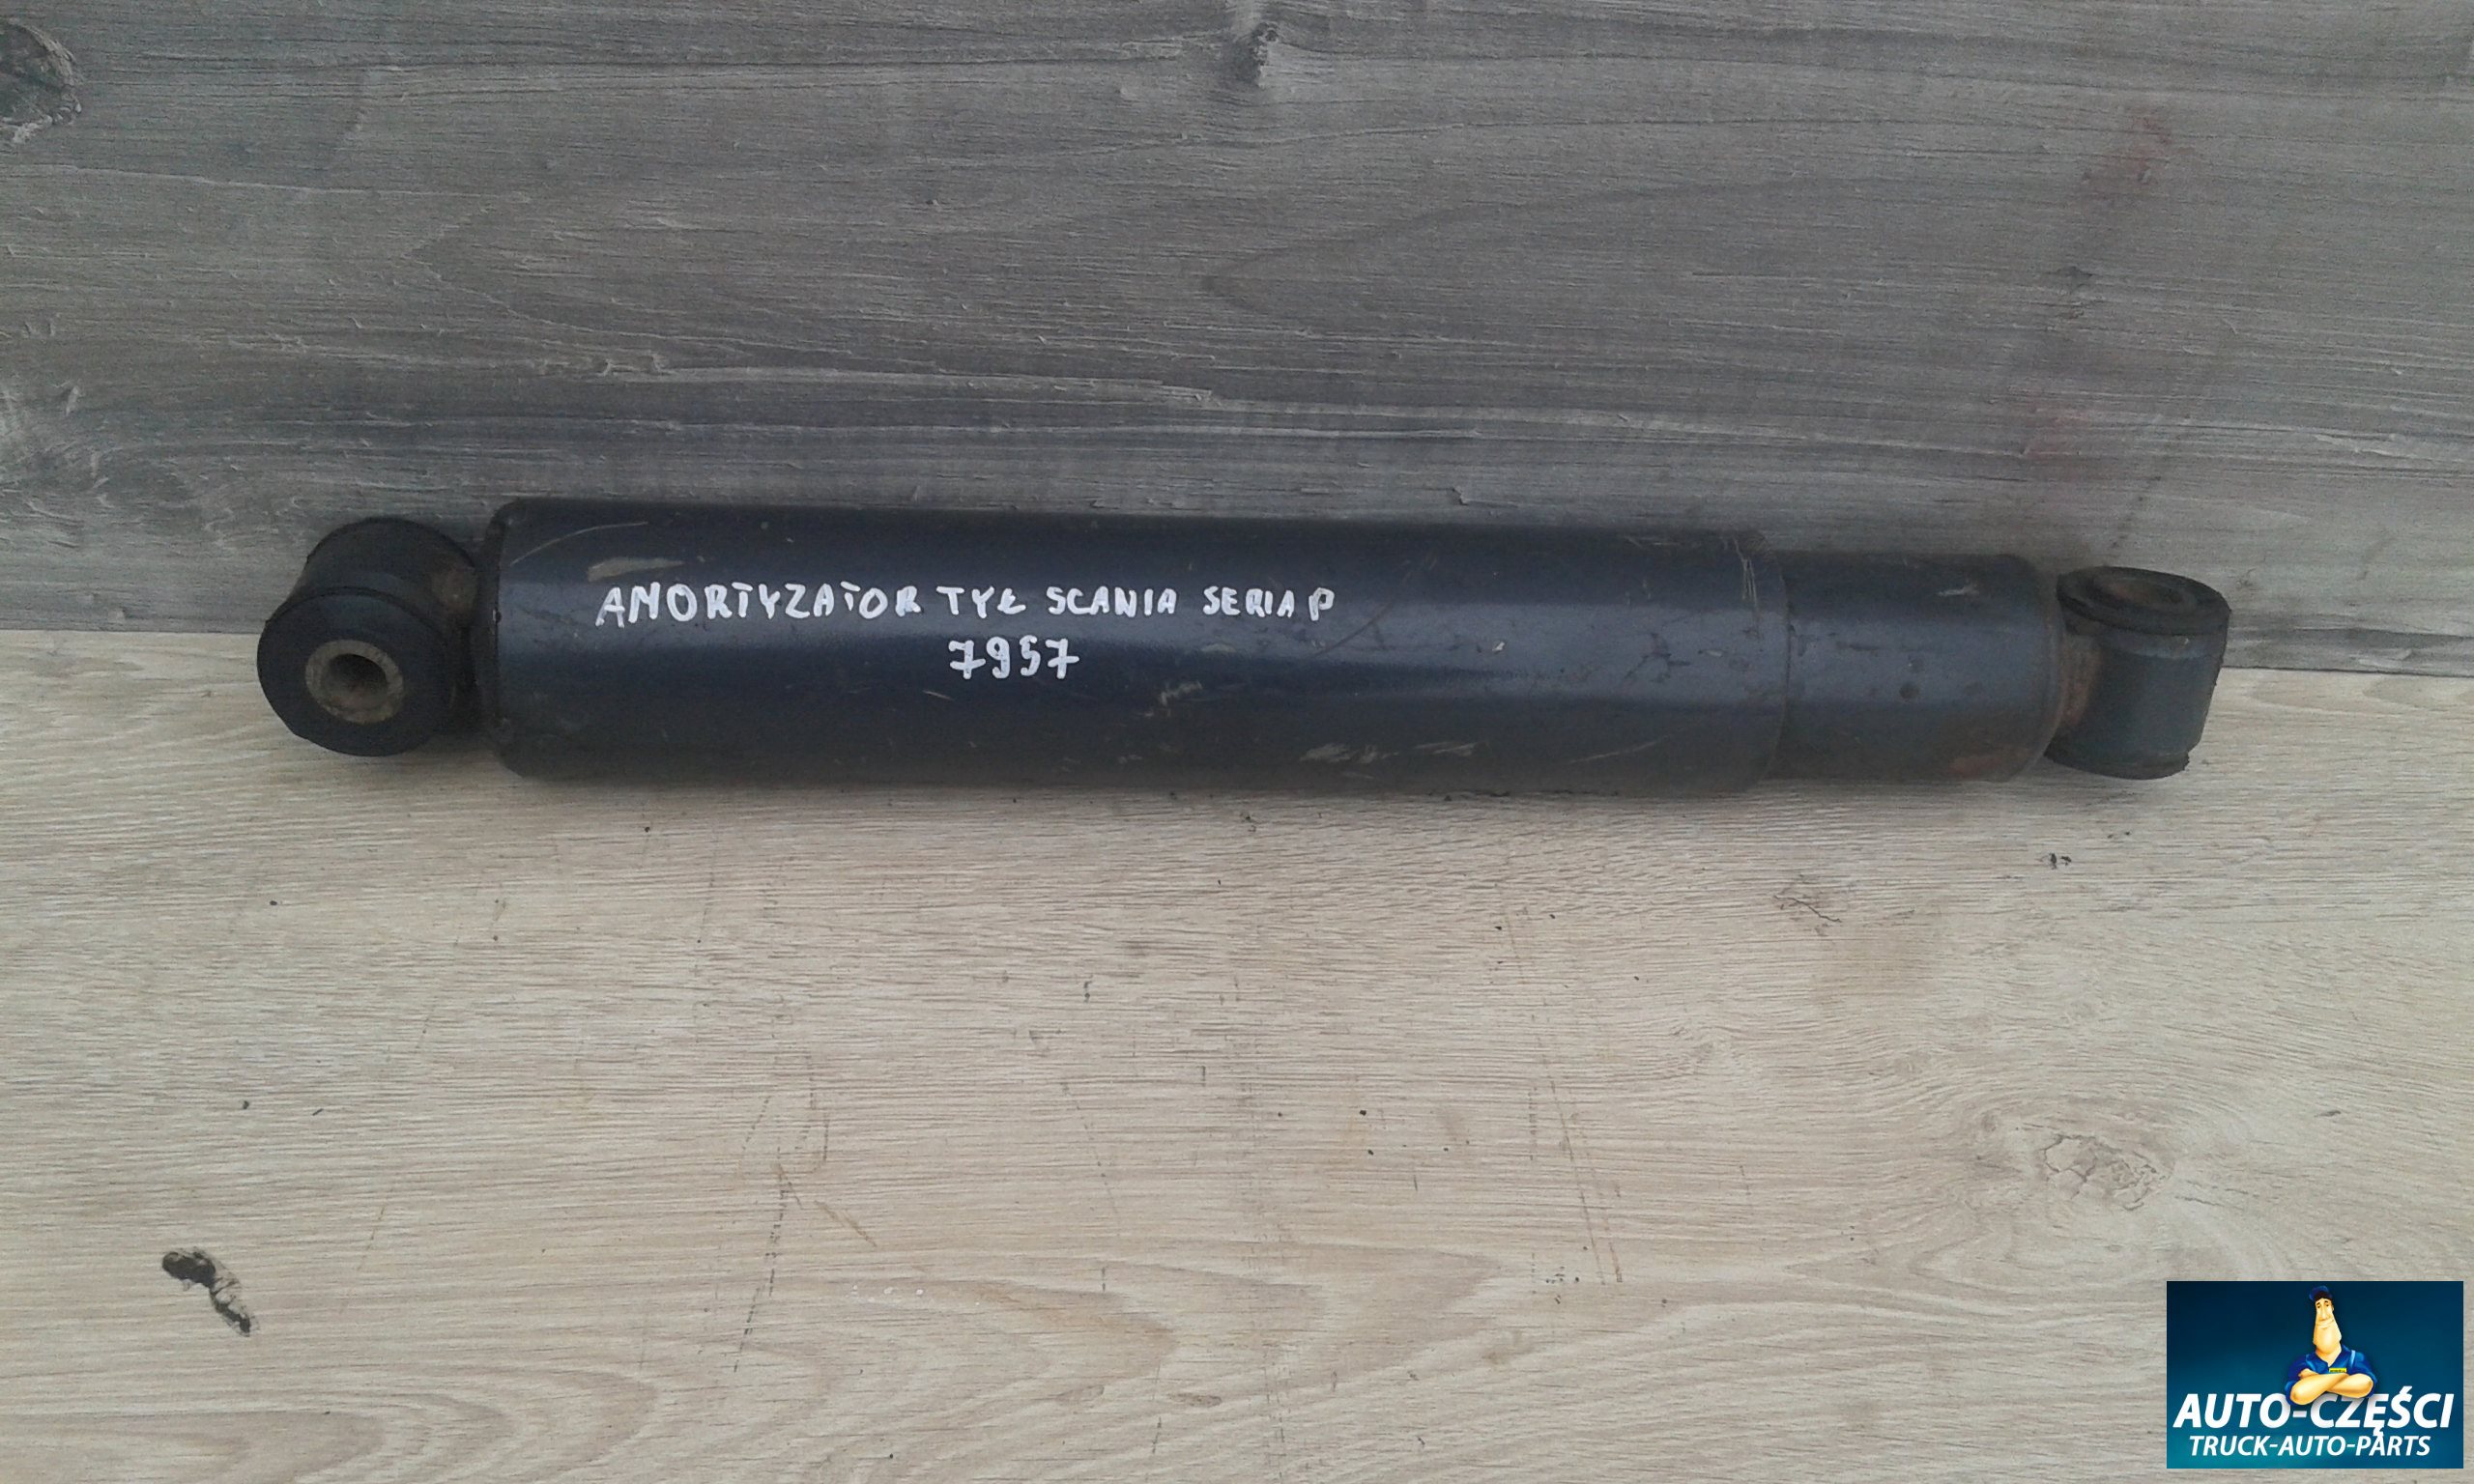 AMORTYZATOR TYŁ SCANIA SERIA P
7957
AUTO-CZĘŚCI
TRUCK-AUTO-PARTS